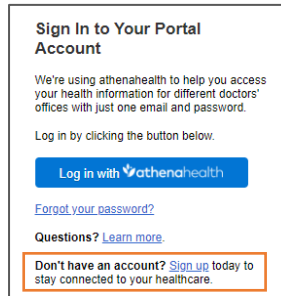 Sign In to Your Portal
Account
We're using athenahealth to help you access
your health information for different doctors'
offices with just one email and password.
Log in by clicking the button below.
Log in with athenahealth
Forgot your password?
Questions? Learn more.
Don't have an account? Sign up today to
stay connected to your healthcare.